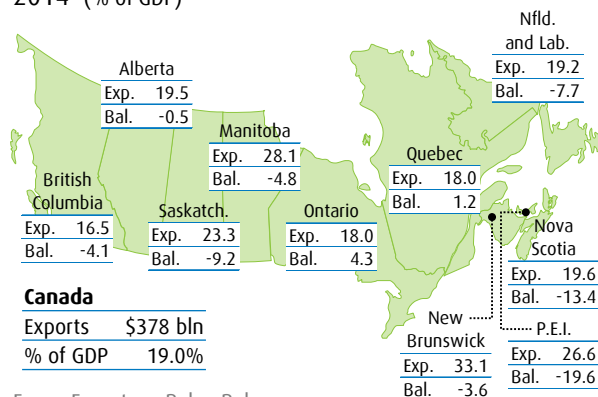 2014 (% of GDP)
Nfld.
and Lab.
Exp. 19.2
Bal. -7.7
Alberta
Exp. 19.5
Bal. -0.5
Manitoba
Exp. 28.1
Bal. -4.8
Quebec
Exp. 18.0
Bal. 1.2
British
Columbia
Exp. 16.5
Bal. -4.1
Saskatch.
Exp. 23.3
Bal. -9.2
Ontario
Exp. 18.0
Bal. 4.3
Nova
Scotia
Exp. 19.6
Bal. -13.4
Canada
Exports $378 bln
% of GDP 19.0%
New
Brunswick
Exp. 33.1
Bal. -3.6
P.E.I.
Exp. 26.6
Bal. -19.6